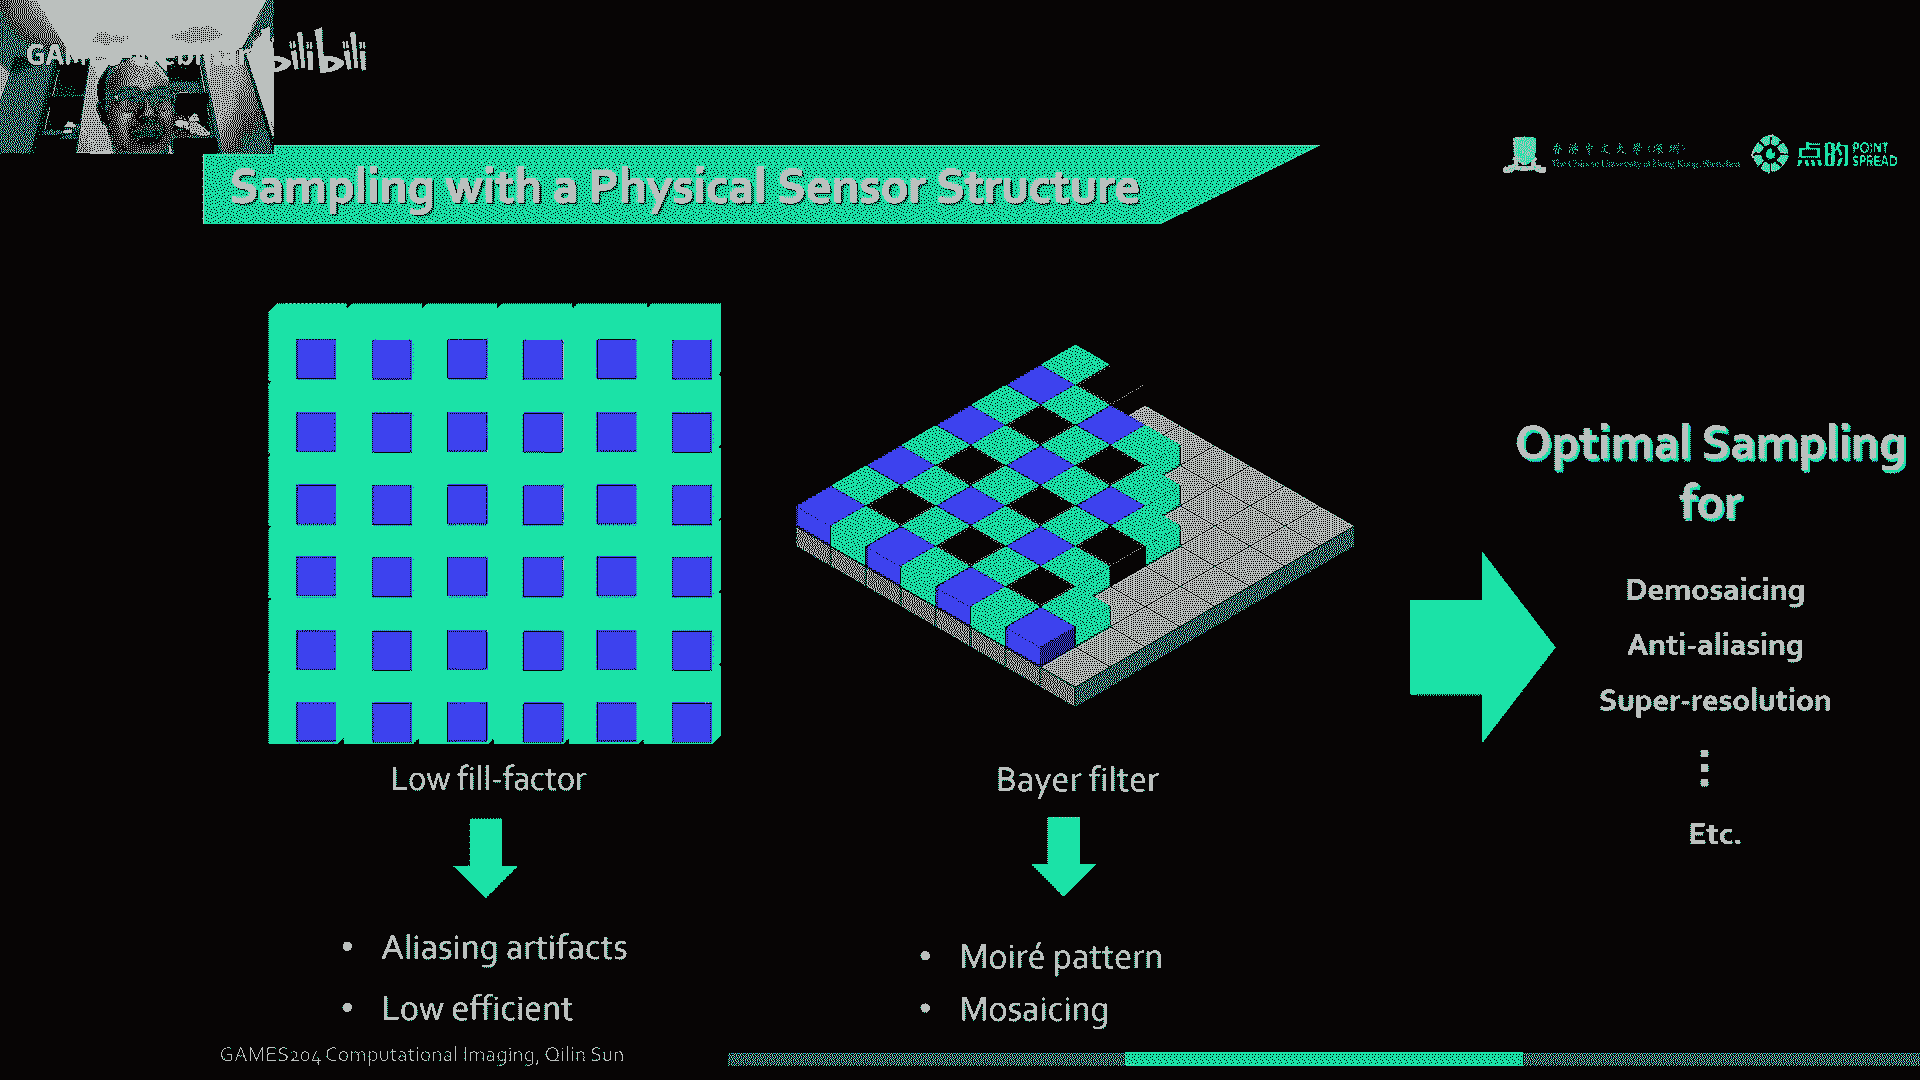 GAMES Webinar
bilibili
香港中文大學(深圳)
The Chinese University of Hong Kong, Shenzhen
点昀 POINT
SPREAD
Sampling with a Physical Sensor Structure
Optimal Sampling
for
Demosaicing
Anti-aliasing
Super-resolution
⋮
Etc.
Low fill-factor
Bayer filter
• Aliasing artifacts
• Low efficient
• Moiré pattern
• Mosaicing
GAMES204 Computational Imaging, Qilin Sun